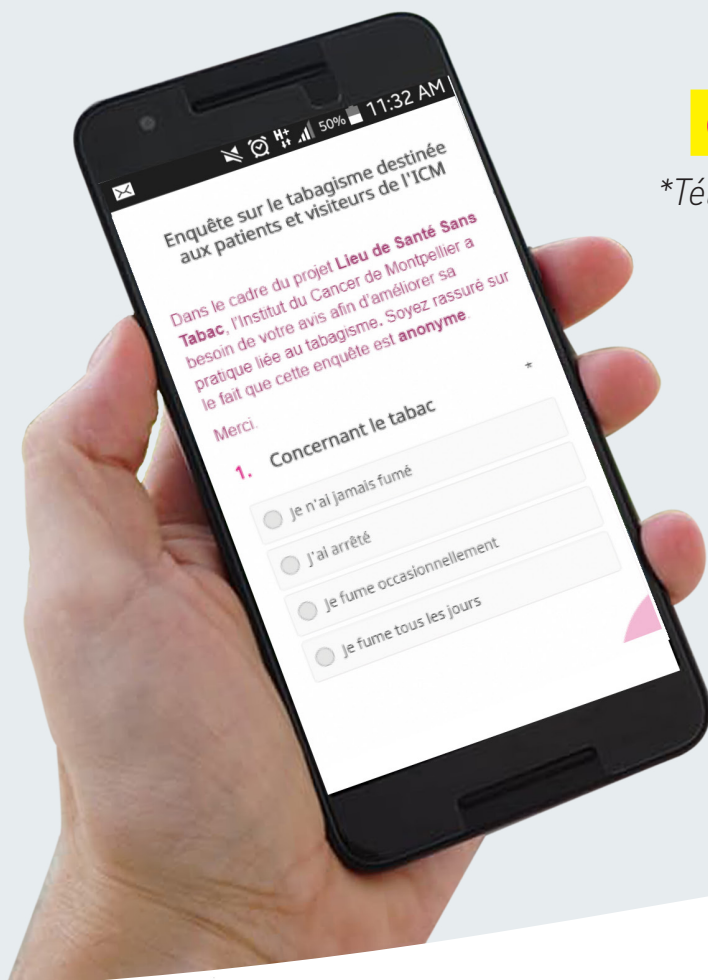 50% 11:32 AM
Enquête sur le tabagisme destinée
aux patients et visiteurs de l'ICM
Dans le cadre du projet Lieu de Santé Sans
Tabac, l'Institut du Cancer de Montpellier a
besoin de votre avis afin d'améliorer sa
pratique liée au tabagisme. Soyez rassuré sur
le fait que cette enquête est anonyme.
Merci.
*
1. Concernant le tabac
Je n'ai jamais fumé
J'ai arrêté
Je fume occasionnellement
Je fume tous les jours